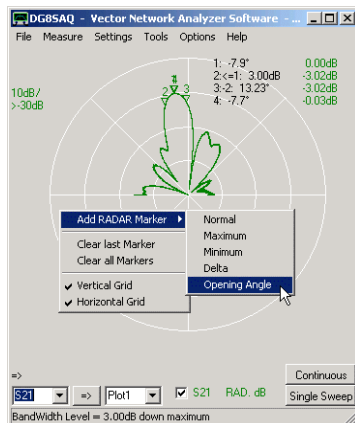 DG8SAQ - Vector Network Analyzer Software - ...
File Measure Settings Tools Options Help
1: -7.9° 0.00dB
2:<=1: 3.00dB -3.02dB
3:-2: 13.23° -3.02dB
4: -7.7° -0.03dB
10dB/
>-30dB
2 3
Add RADAR Marker
Clear last Marker
Clear all Markers
Vertical Grid
Horizontal Grid
Normal
Maximum
Minimum
Delta
Opening Angle
=>
Continuous
S21 => Plot1 S21 RAD. dB Single Sweep
BandWidth Level = 3.00dB down maximum